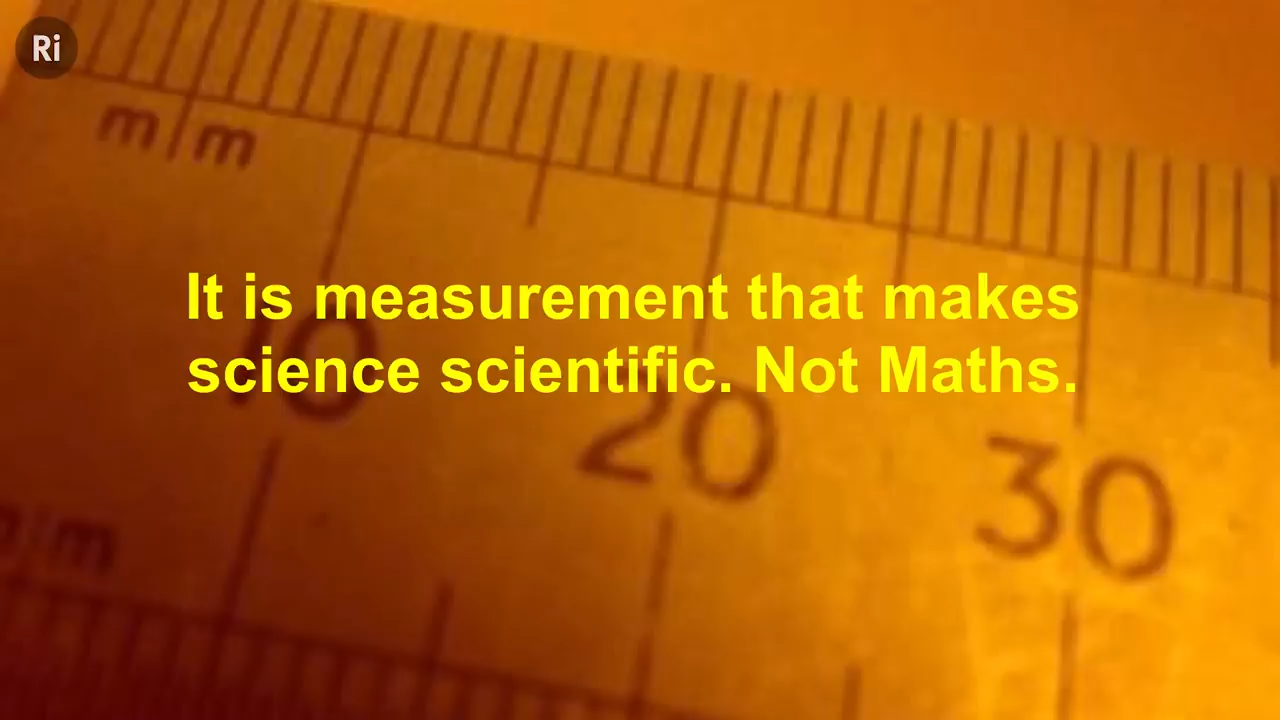 Ri
m m
It is measurement that makes
science scientific. Not Maths.
10
20
30